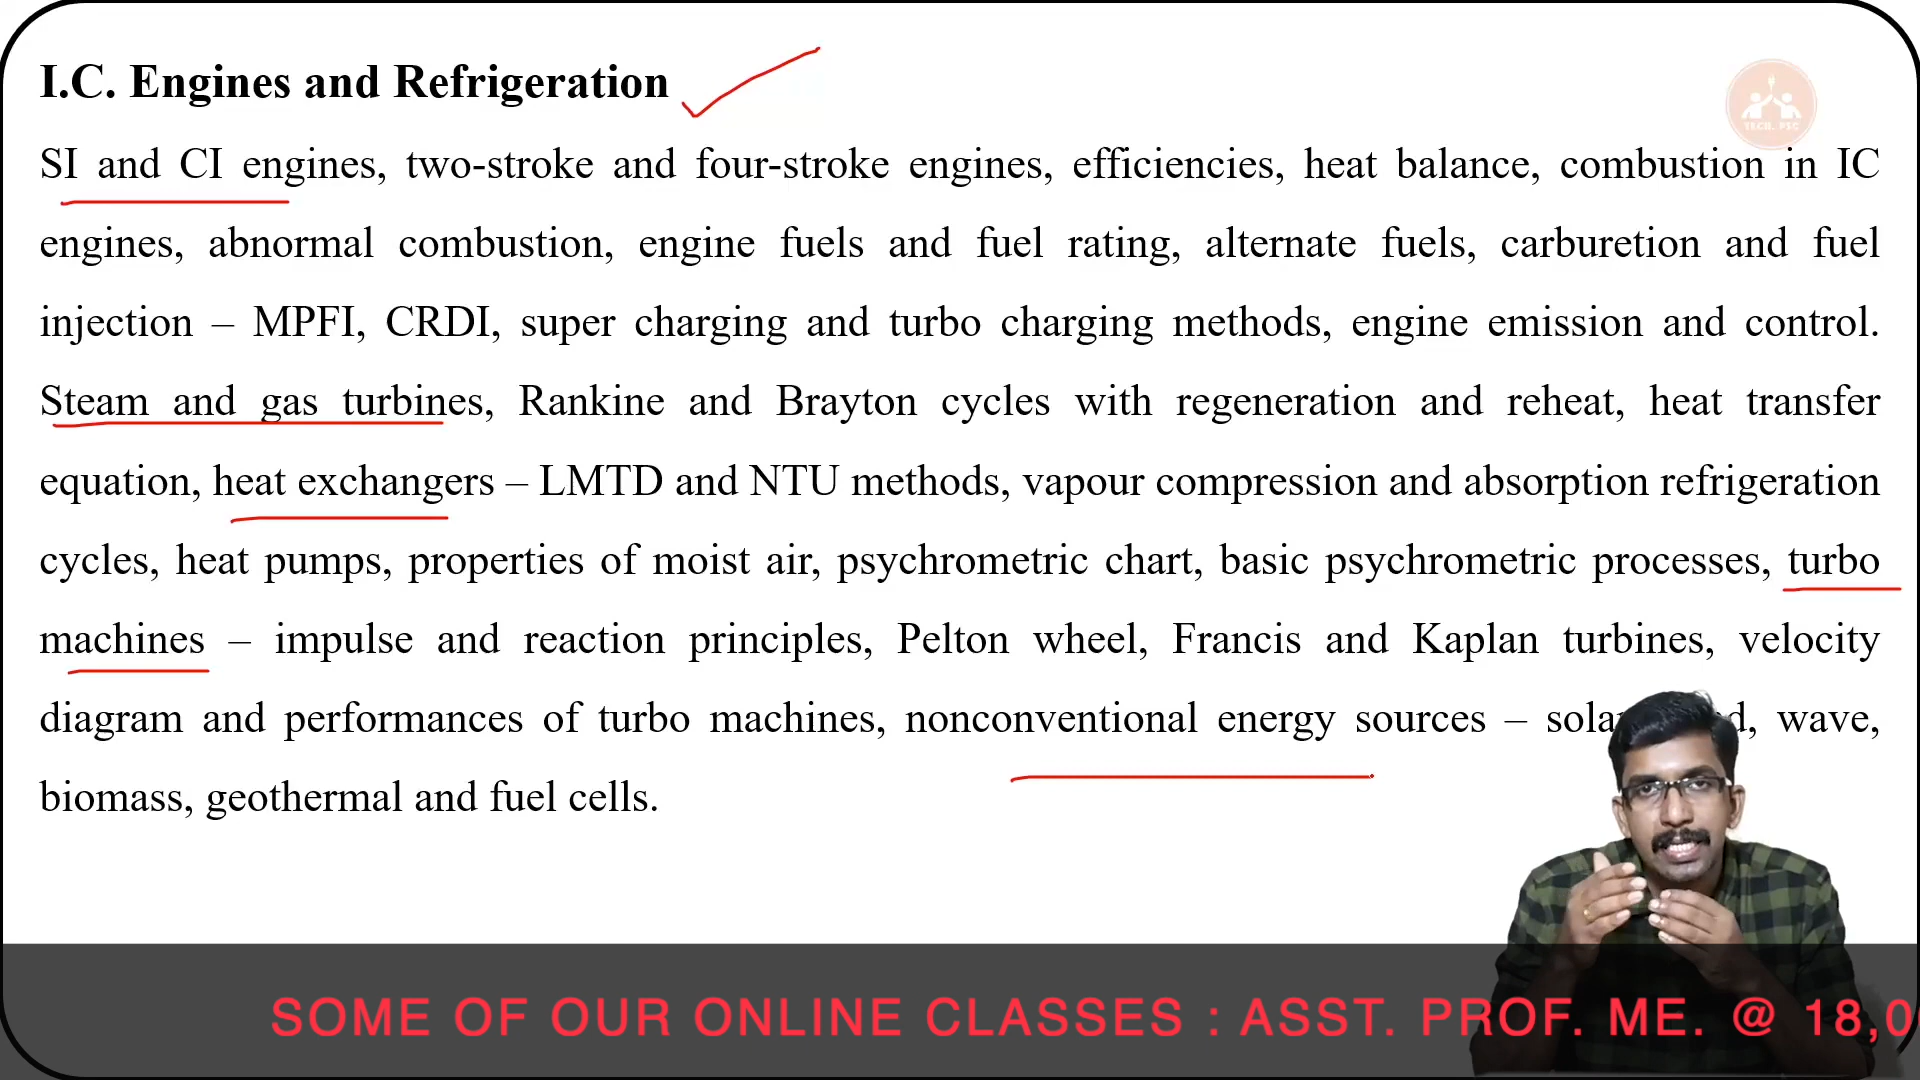 I.C. Engines and Refrigeration
TECH. PSC
SI and CI engines, two-stroke and four-stroke engines, efficiencies, heat balance, combustion in IC
engines, abnormal combustion, engine fuels and fuel rating, alternate fuels, carburetion and fuel
injection – MPFI, CRDI, super charging and turbo charging methods, engine emission and control.
Steam and gas turbines, Rankine and Brayton cycles with regeneration and reheat, heat transfer
equation, heat exchangers – LMTD and NTU methods, vapour compression and absorption refrigeration
cycles, heat pumps, properties of moist air, psychrometric chart, basic psychrometric processes, turbo
machines – impulse and reaction principles, Pelton wheel, Francis and Kaplan turbines, velocity
diagram and performances of turbo machines, nonconventional energy sources – wave,
biomass, geothermal and fuel cells.
SOME OF OUR ONLINE CLASSES : ASST. PROF. ME. @ 18,0